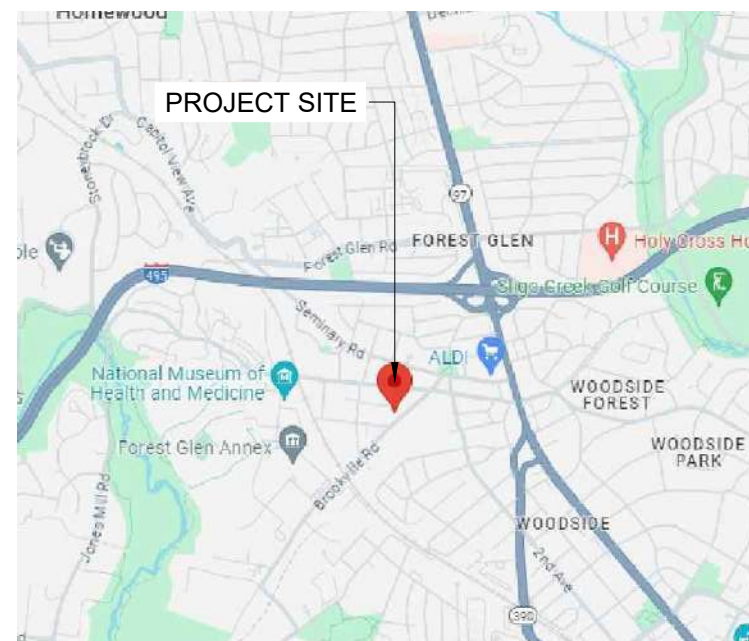 Homewood
PROJECT SITE
Stoneybrook Dr
Capitol View Ave
97
Forest Glen Rd
FOREST GLEN
Holy Cross Ho
495
Sligo Creek Golf Course
Seminary Rd
ALDI
National Museum of
Health and Medicine
WOODSIDE
FOREST
Forest Glen Annex
WOODSIDE
PARK
Brookville Rd
Jones Mill Rd
WOODSIDE
2nd Ave
390